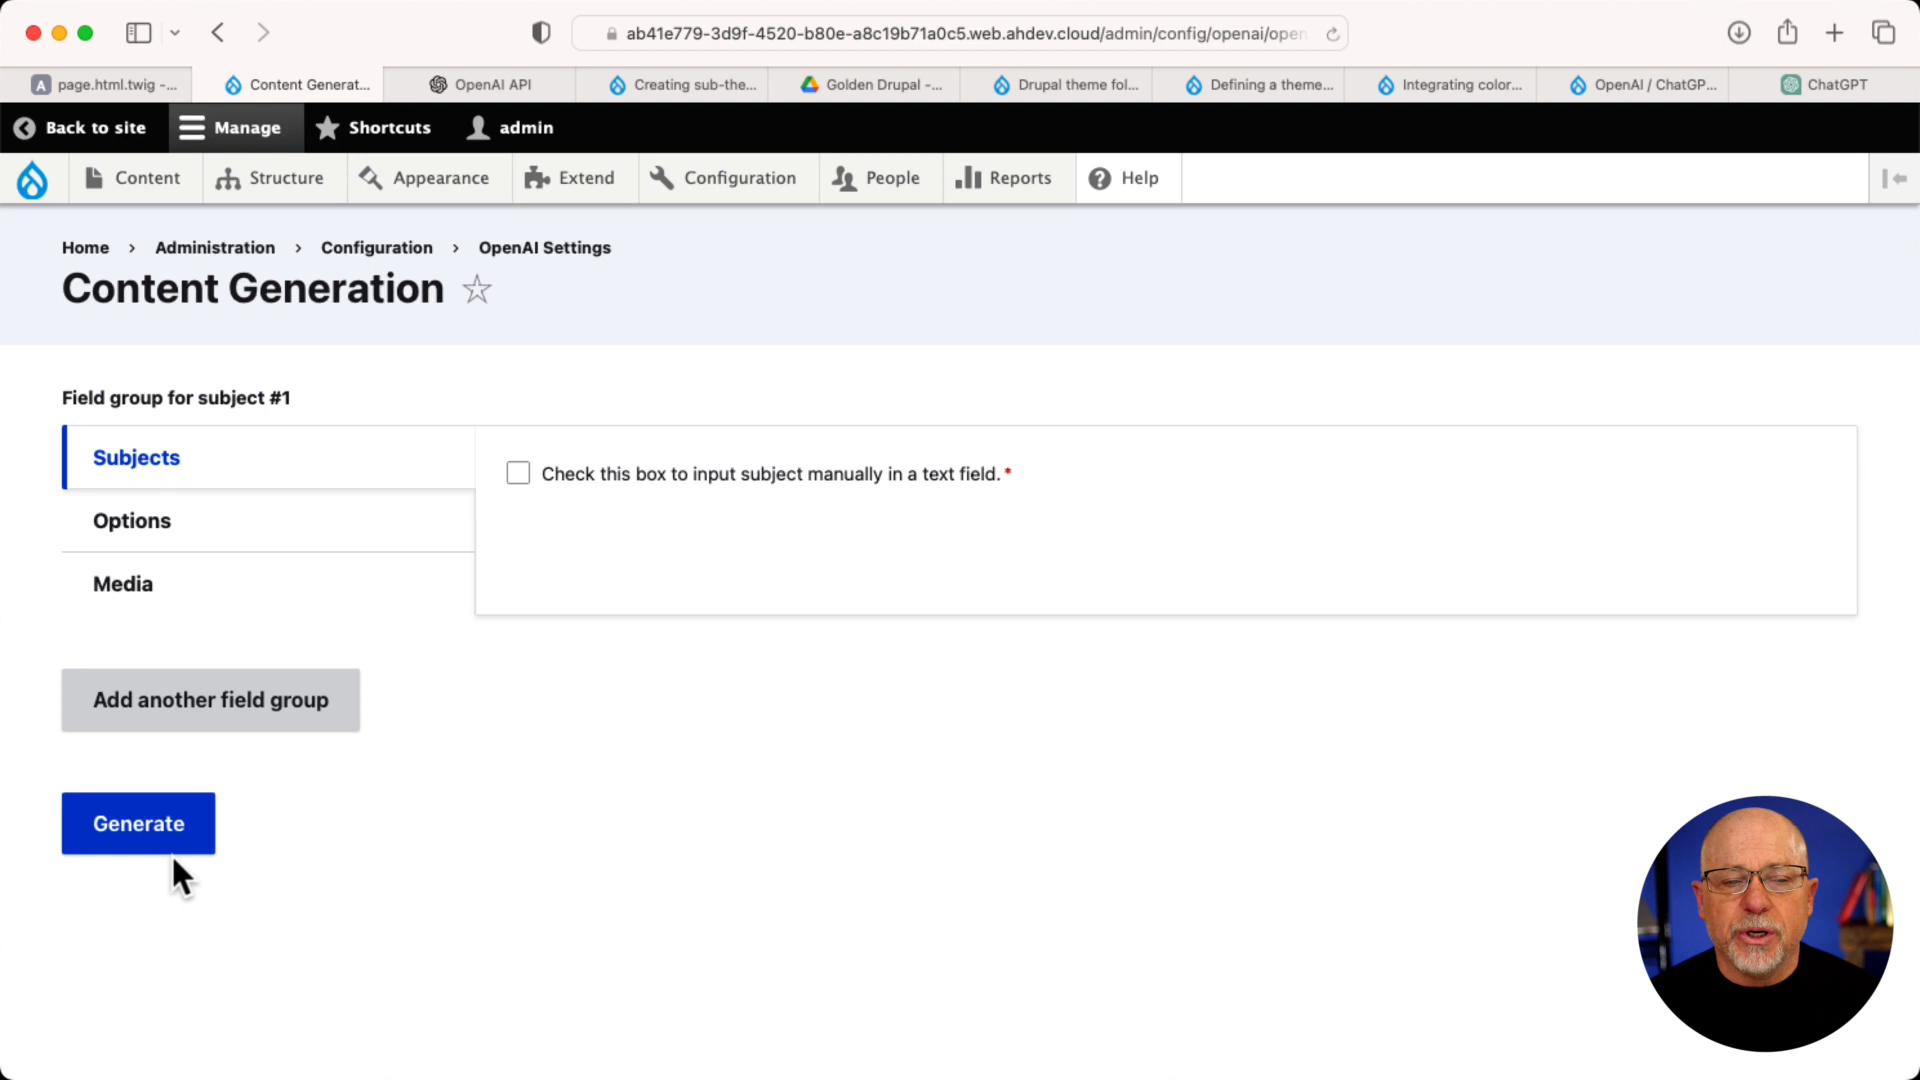 ab41e779-3d9f-4520-b80e-a8c19b71a0c5.web.ahdev.cloud/admin/config/openai/open
page.html.twig -...
Content Generat...
OpenAI API
Creating sub-the...
Golden Drupal -...
Drupal theme fol...
Defining a theme...
Integrating color...
OpenAI / ChatGP...
ChatGPT
Back to site
Manage
Shortcuts
admin
Content
Structure
Appearance
Extend
Configuration
People
Reports
Help
Home > Administration > Configuration > OpenAI Settings
Content Generation
Field group for subject #1
Subjects
Check this box to input subject manually in a text field.*
Options
Media
Add another field group
Generate